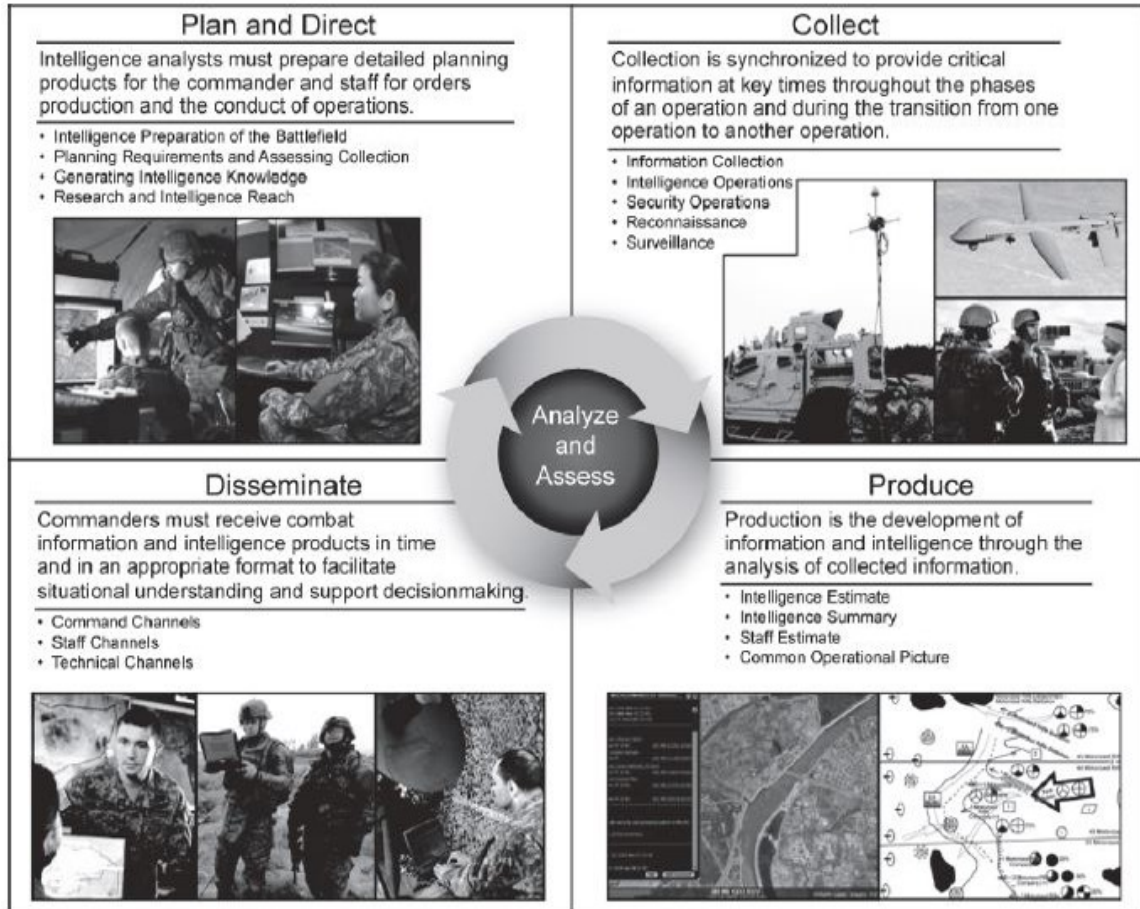 Plan and Direct
Intelligence analysts must prepare detailed planning
products for the commander and staff for orders
production and the conduct of operations.
• Intelligence Preparation of the Battlefield
• Planning Requirements and Assessing Collection
• Generating Intelligence Knowledge
• Research and Intelligence Reach
Collect
Collection is synchronized to provide critical
information at key times throughout the phases
of an operation and during the transition from one
operation to another operation.
• Information Collection
• Intelligence Operations
• Security Operations
• Reconnaissance
• Surveillance
Analyze
and
Assess
Disseminate
Commanders must receive combat
information and intelligence products in time
and in an appropriate format to facilitate
situational understanding and support decisionmaking.
• Command Channels
• Staff Channels
• Technical Channels
Produce
Production is the development of
information and intelligence through the
analysis of collected information.
• Intelligence Estimate
• Intelligence Summary
• Staff Estimate
• Common Operational Picture